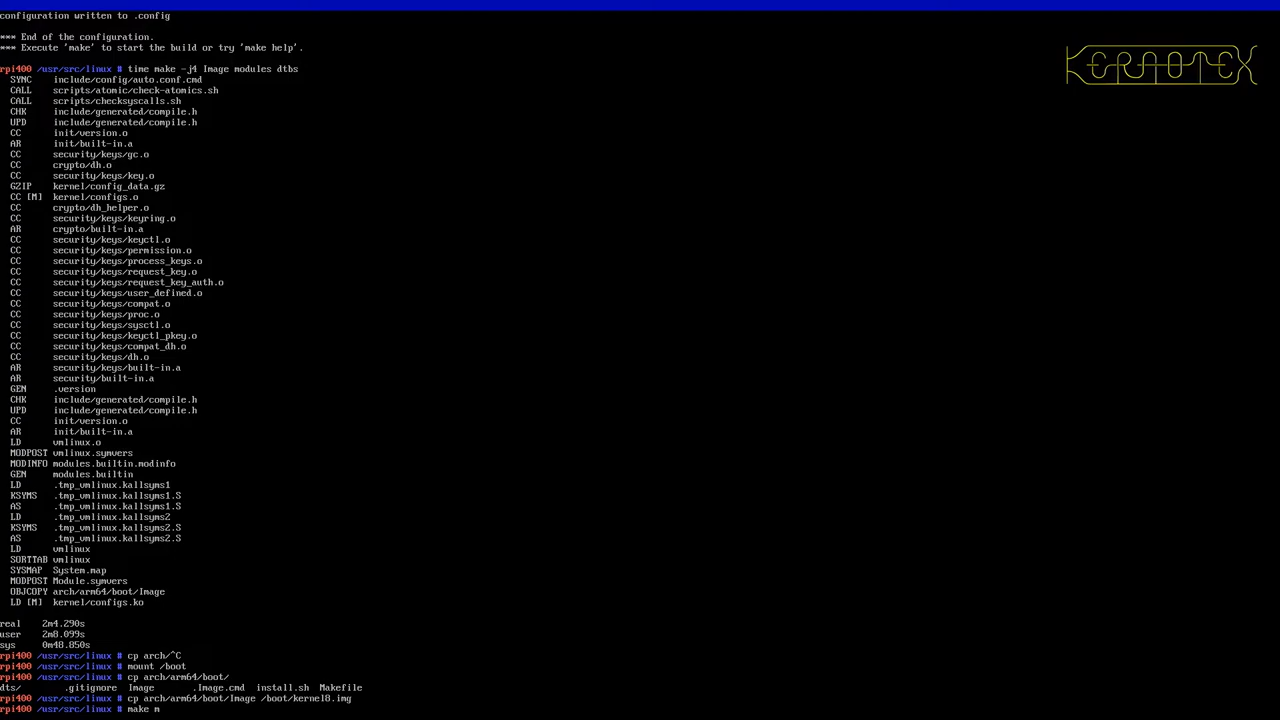 configuration written to .config
*** End of the configuration.
*** Execute 'make' to start the build or try 'make help'.
KERAOTEX
rpi400 /usr/src/linux # time make -j4 Image modules dtbs
SYNC include/config/auto.conf.cmd
CALL scripts/atomic/check-atomics.sh
CALL scripts/checksyscalls.sh
CHK include/generated/compile.h
UPD include/generated/compile.h
CC init/version.o
AR init/built-in.a
CC security/keys/gc.o
CC crypto/dh.o
CC security/keys/key.o
GZIP kernel/config_data.gz
CC [M] kernel/configs.o
CC crypto/dh_helper.o
CC security/keys/keyring.o
AR crypto/built-in.a
CC security/keys/keyctl.o
CC security/keys/permission.o
CC security/keys/process_keys.o
CC security/keys/request_key.o
CC security/keys/request_key_auth.o
CC security/keys/user_defined.o
CC security/keys/compat.o
CC security/keys/proc.o
CC security/keys/sysctl.o
CC security/keys/keyctl_pkey.o
CC security/keys/compat_dh.o
CC security/keys/dh.o
AR security/keys/built-in.a
AR security/built-in.a
GEN .version
CHK include/generated/compile.h
UPD include/generated/compile.h
CC init/version.o
AR init/built-in.a
LD vmlinux.o
MODPOST vmlinux.symvers
MODINFO modules.builtin.modinfo
GEN modules.builtin
LD .tmp_vmlinux.kallsyms1
KSYMS .tmp_vmlinux.kallsyms1.S
AS .tmp_vmlinux.kallsyms1.S
LD .tmp_vmlinux.kallsyms2
KSYMS .tmp_vmlinux.kallsyms2.S
AS .tmp_vmlinux.kallsyms2.S
LD vmlinux
SORTTAB vmlinux
SYSMAP System.map
MODPOST Module.symvers
OBJCOPY arch/arm64/boot/Image
LD [M] kernel/configs.ko
real 2m4.290s
user 2m8.099s
sys 0m48.850s
rpi400 /usr/src/linux # cp arch/^C
rpi400 /usr/src/linux # mount /boot
rpi400 /usr/src/linux # cp arch/arm64/boot/
dts/ .gitignore Image .Image.cmd install.sh Makefile
rpi400 /usr/src/linux # cp arch/arm64/boot/Image /boot/kernel8.img
rpi400 /usr/src/linux # make m